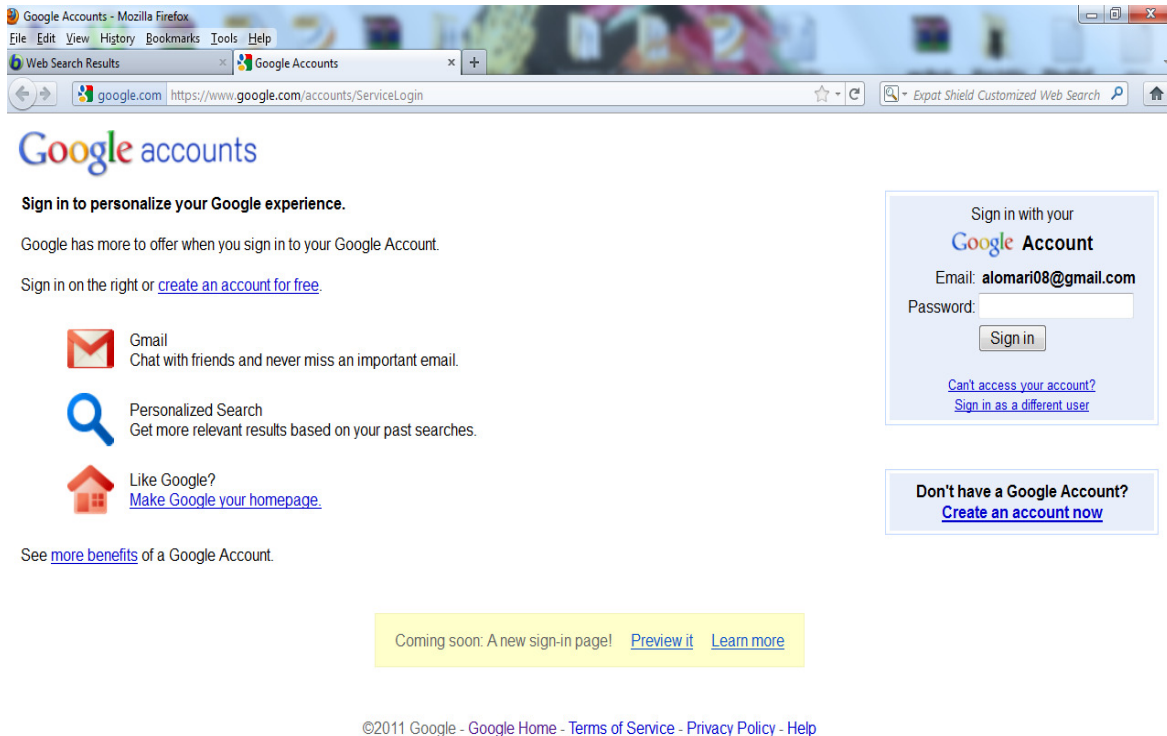 Google Accounts - Mozilla Firefox
File Edit View History Bookmarks Tools Help
Web Search Results
Google Accounts
google.com https://www.google.com/accounts/ServiceLogin
Expat Shield Customized Web Search
Google accounts
Sign in to personalize your Google experience.
Google has more to offer when you sign in to your Google Account.
Sign in on the right or create an account for free.
Gmail
Chat with friends and never miss an important email.
Personalized Search
Get more relevant results based on your past searches.
Like Google?
Make Google your homepage.
See more benefits of a Google Account.
Sign in with your
Google Account
Email: alomari08@gmail.com
Password:
Sign in
Can't access your account?
Sign in as a different user
Don't have a Google Account?
Create an account now
Coming soon: A new sign-in page! Preview it Learn more
©2011 Google - Google Home - Terms of Service - Privacy Policy - Help